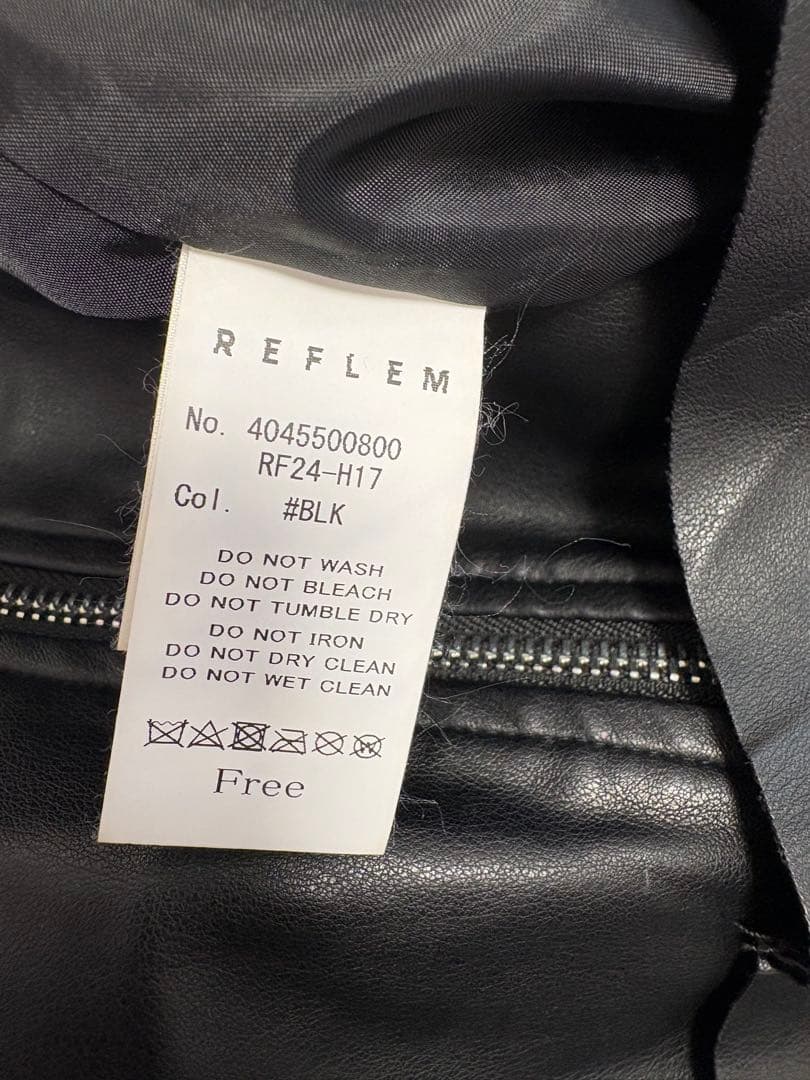 REFLEM
No. 4045500800
RF24-H17
Col. #BLK
DO NOT WASH
DO NOT BLEACH
DO NOT TUMBLE DRY
DO NOT IRON
DO NOT DRY CLEAN
DO NOT WET CLEAN
Free